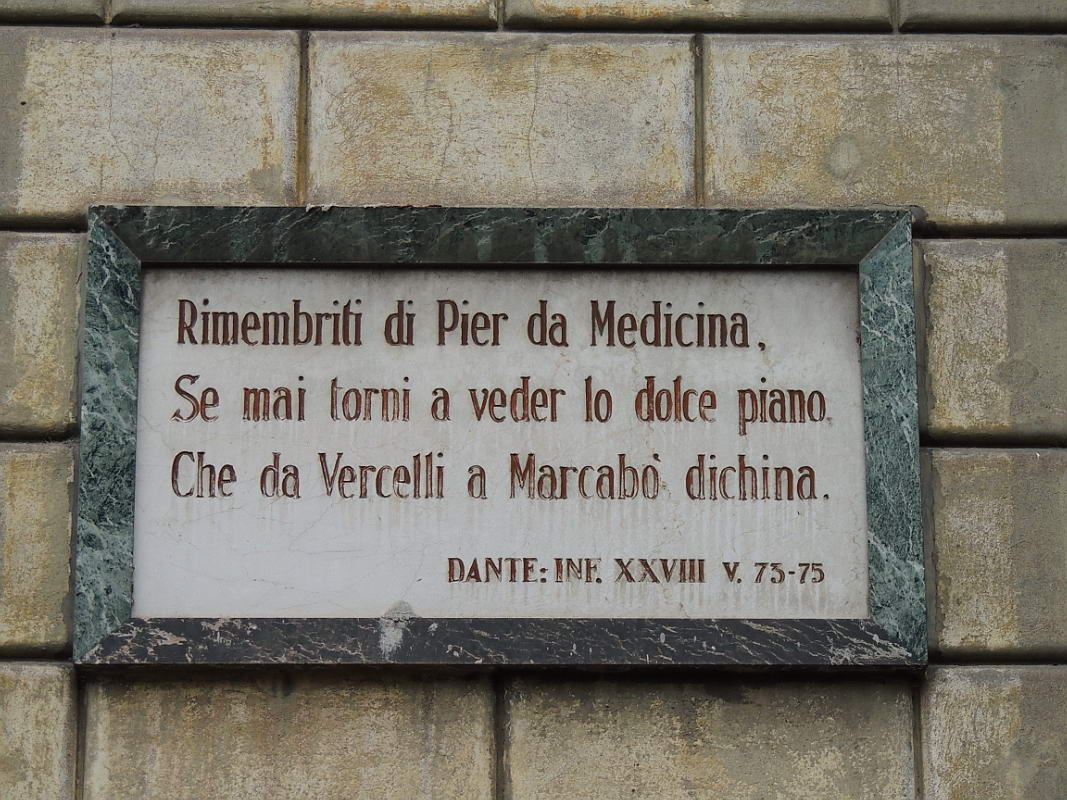 Rimembriti di Pier da Medicina,
Se mai torni a veder lo dolce piano.
Che da Vercelli a Marcabò dichina.
DANTE: INF. XXVIII V. 73-75